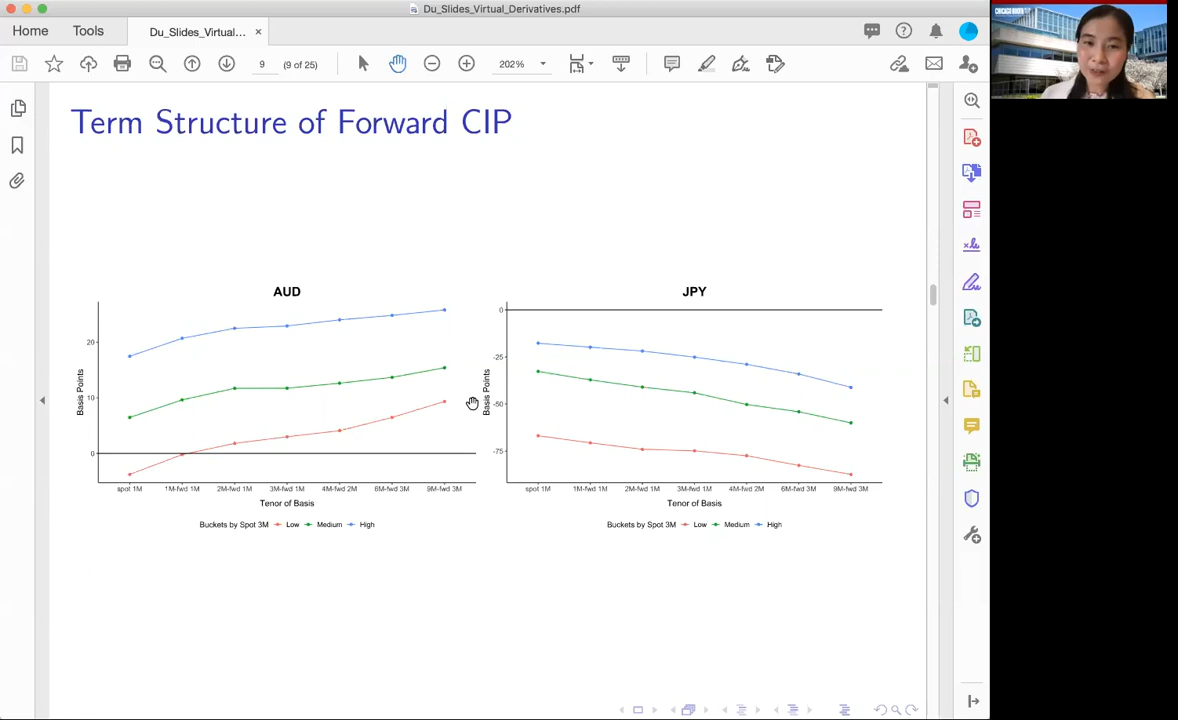 Du_Slides_Virtual_Derivatives.pdf
Home
Tools
Du_Slides_Virtual...
9
(9 of 25)
202%
CHICAGO BOOTH
Term Structure of Forward CIP
AUD
Basis Points
20
10
0
spot 1M
1M-fwd 1M
2M-fwd 1M
3M-fwd 1M
4M-fwd 2M
6M-fwd 3M
9M-fwd 3M
Tenor of Basis
Buckets by Spot 3M Low Medium High
JPY
Basis Points
0
-25
-50
-75
spot 1M
1M-fwd 1M
2M-fwd 1M
3M-fwd 1M
4M-fwd 2M
6M-fwd 3M
9M-fwd 3M
Tenor of Basis
Buckets by Spot 3M Low Medium High